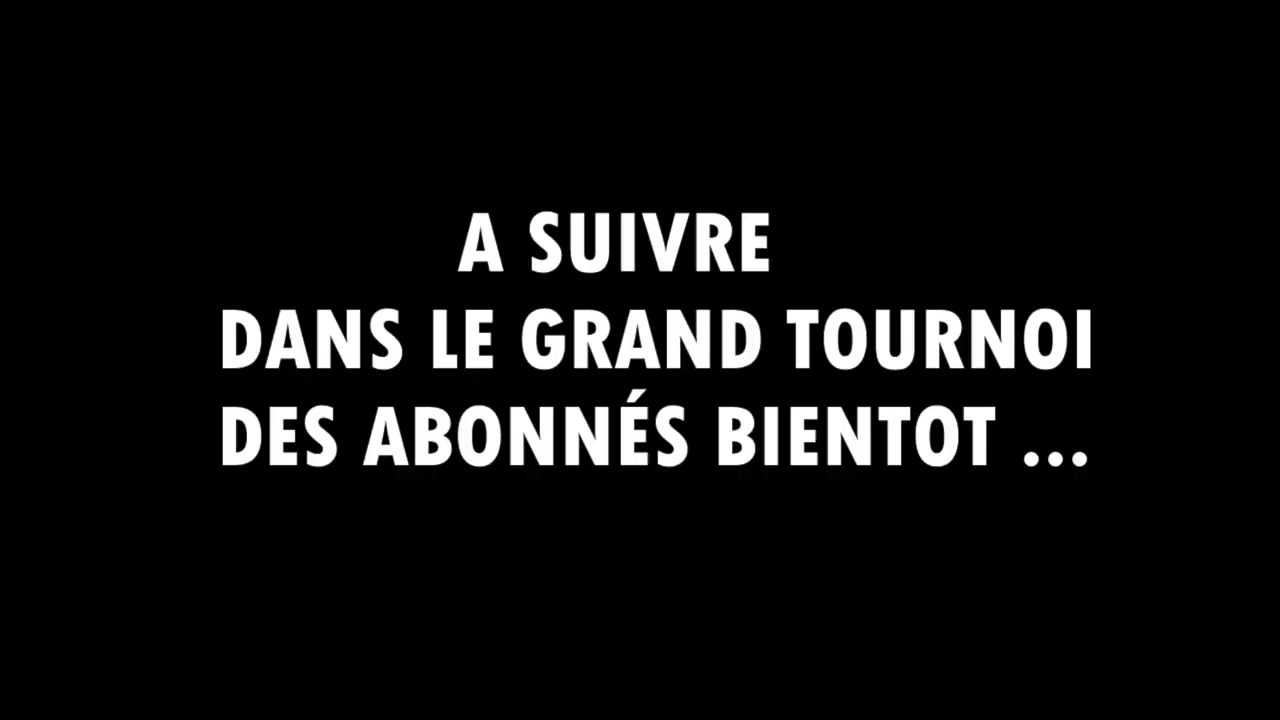 A SUIVRE
DANS LE GRAND TOURNOI
DES ABONNÉS BIENTOT ...